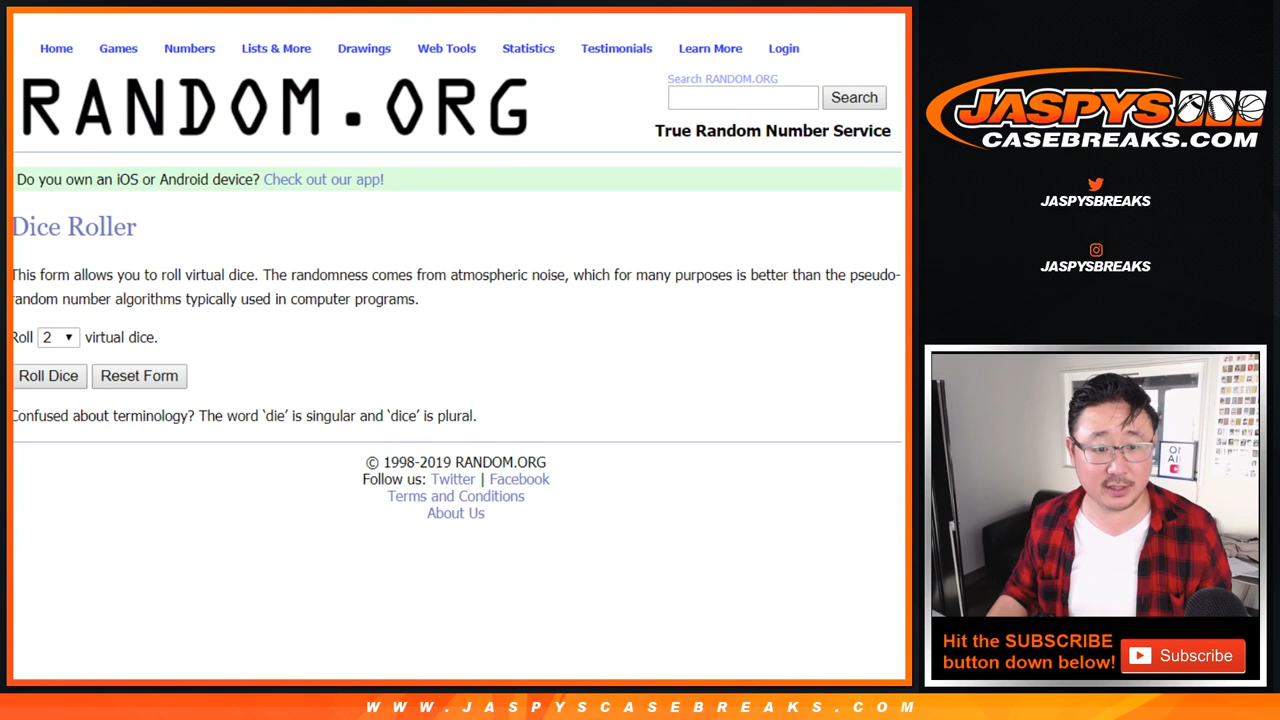 Home Games Numbers Lists & More Drawings Web Tools Statistics Testimonials Learn More Login
RANDOM.ORG
Search RANDOM.ORG
Search
True Random Number Service
Do you own an iOS or Android device? Check out our app!
Dice Roller
This form allows you to roll virtual dice. The randomness comes from atmospheric noise, which for many purposes is better than the pseudo-
random number algorithms typically used in computer programs.
Roll 2 virtual dice.
Roll Dice Reset Form
Confused about terminology? The word ‘die’ is singular and ‘dice’ is plural.
© 1998-2019 RANDOM.ORG
Follow us: Twitter | Facebook
Terms and Conditions
About Us
JASPYS
CASEBREAKS.COM
JASPYSBREAKS
JASPYSBREAKS
ON
AIR
Hit the SUBSCRIBE
button down below!
Subscribe
WWW.JASPYSCASEBREAKS.COM